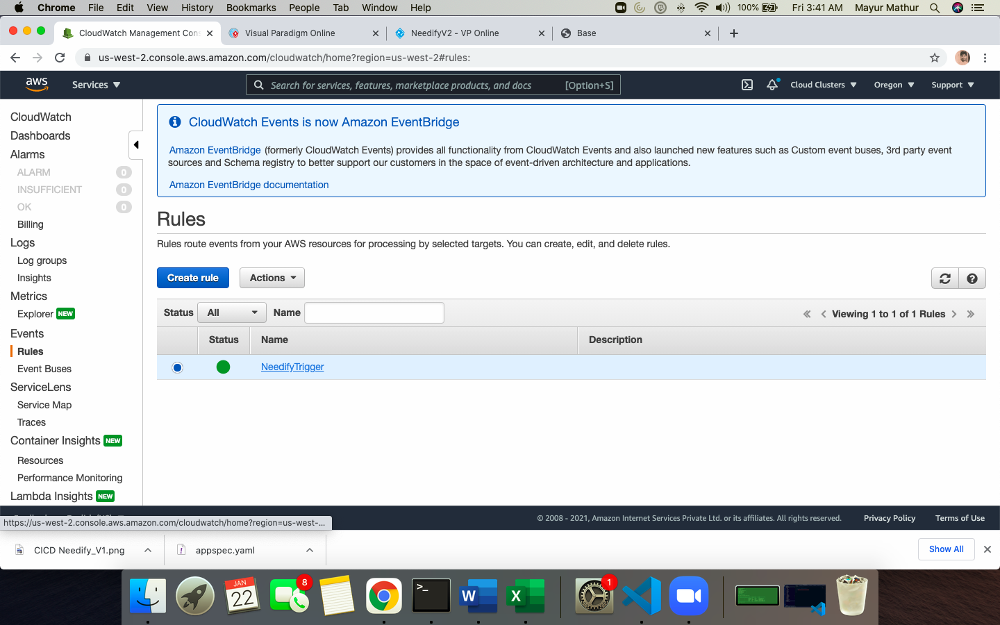 Chrome File Edit View History Bookmarks People Tab Window Help 100% Fri 3:41 AM Mayur Mathur
CloudWatch Management Con Visual Paradigm Online NeedifyV2 - VP Online Base
us-west-2.console.aws.amazon.com/cloudwatch/home?region=us-west-2#rules:
aws Services Search for services, features, marketplace products, and docs [Option+S] Cloud Clusters Oregon Support
CloudWatch
Dashboards
Alarms
ALARM 0
INSUFFICIENT 0
OK 0
Billing
Logs
Log groups
Insights
Metrics
Explorer NEW
Events
Rules
Event Buses
ServiceLens
Service Map
Traces
Container Insights NEW
Resources
Performance Monitoring
Lambda Insights NEW
CloudWatch Events is now Amazon EventBridge
Amazon EventBridge (formerly CloudWatch Events) provides all functionality from CloudWatch Events and also launched new features such as Custom event buses, 3rd party event
sources and Schema registry to better support our customers in the space of event-driven architecture and applications.
Amazon EventBridge documentation
Rules
Rules route events from your AWS resources for processing by selected targets. You can create, edit, and delete rules.
Create rule Actions
Status All Name Viewing 1 to 1 of 1 Rules
Status Name Description
NeedifyTrigger
https://us-west-2.console.aws.amazon.com/cloudwatch/home?region=us-west-...
© 2008 - 2021, Amazon Internet Services Private Ltd. or its affiliates. All rights reserved. Privacy Policy Terms of Use
CICD Needify_V1.png appspec.yaml Show All
JAN
22
8
>_
W
X
1